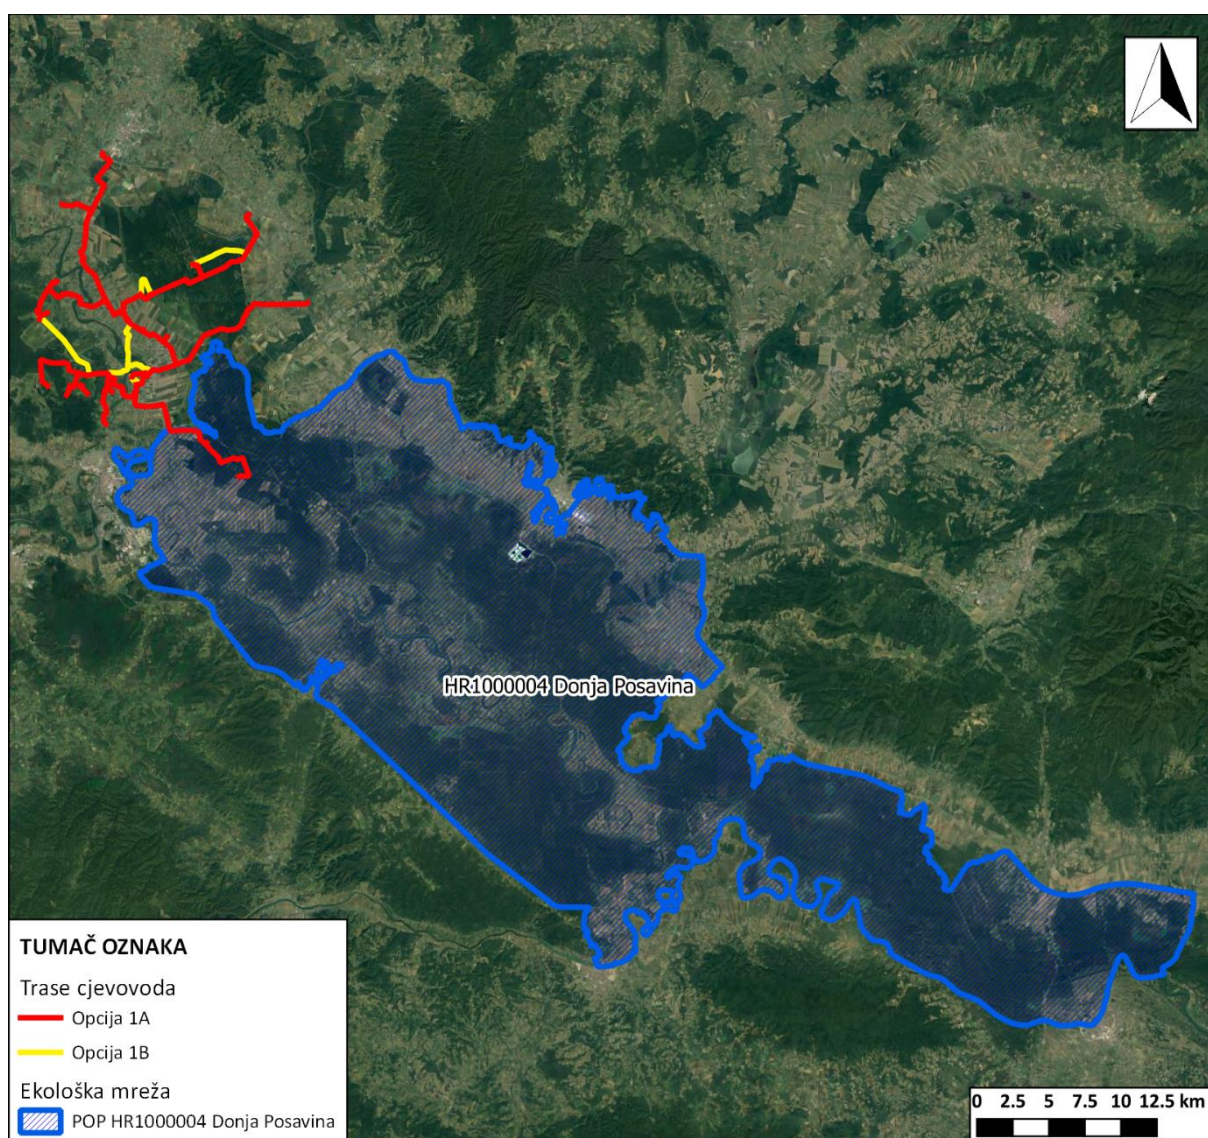 HR1000004 Donja Posavina
TUMAČ OZNAKA
Trase cjevovoda
Opcija 1A
Opcija 1B
Ekološka mreža
POP HR1000004 Donja Posavina
0 2.5 5 7.5 10 12.5 km